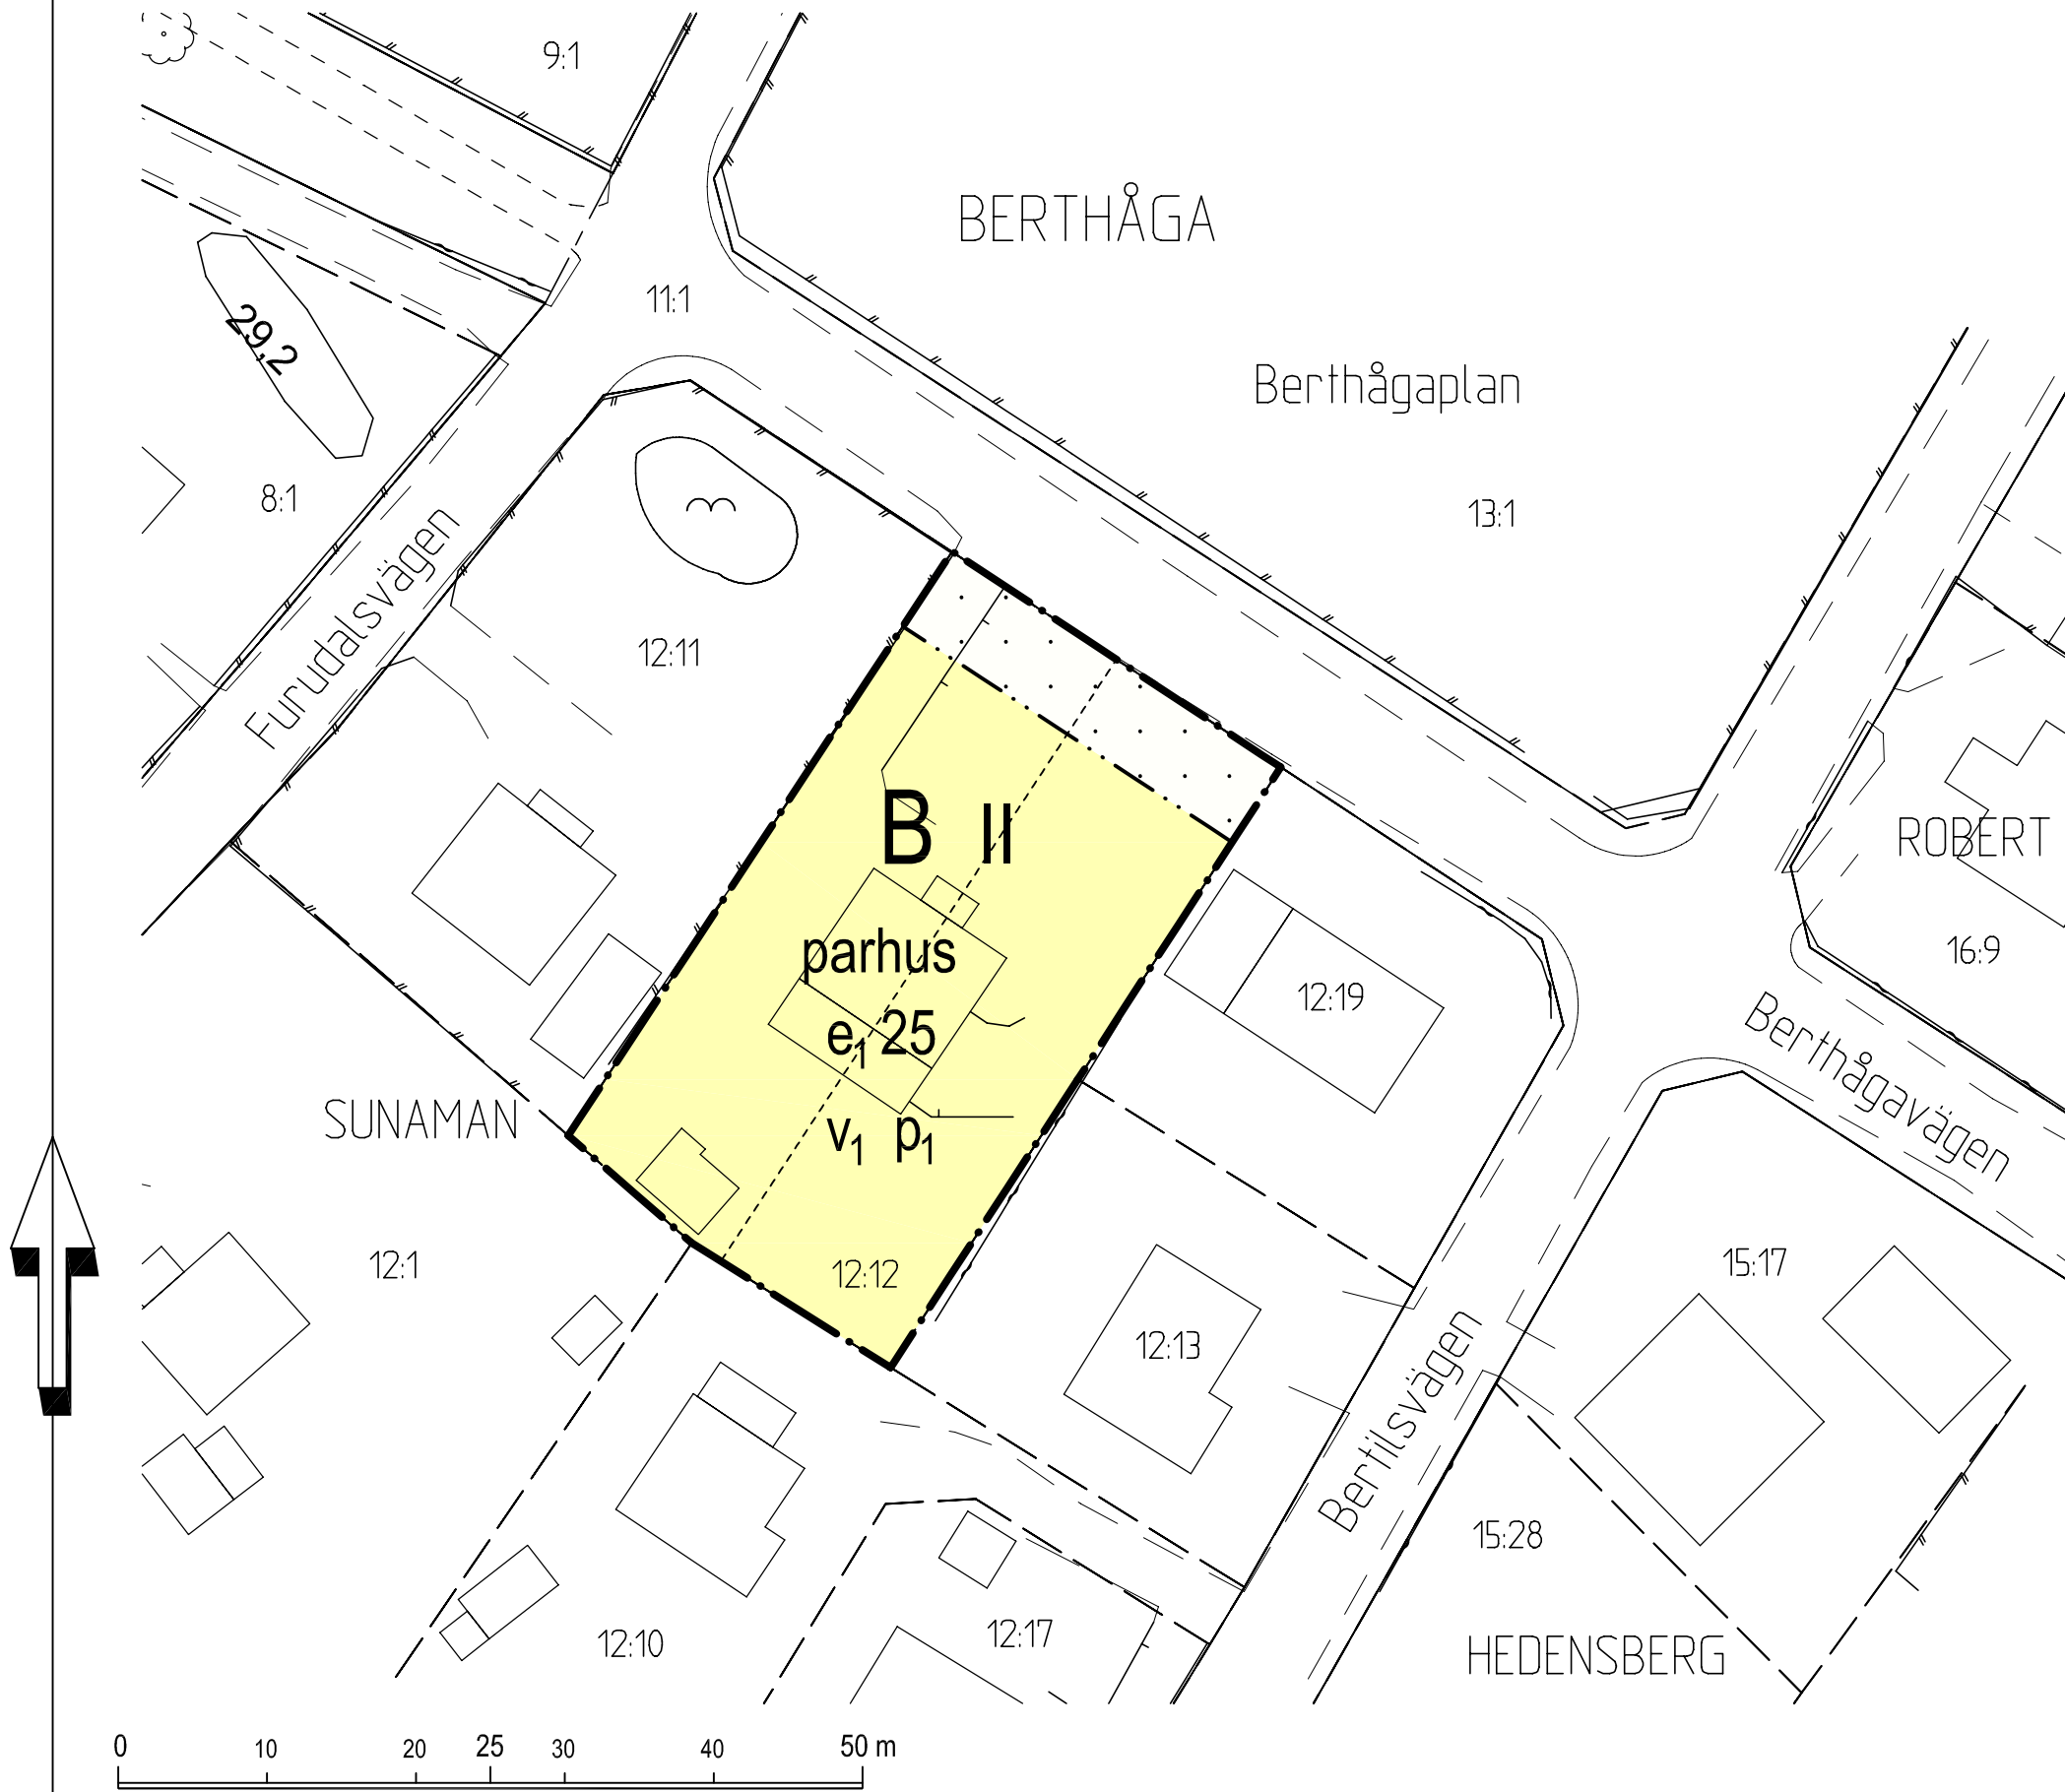 9:1
BERTHÅGA
11:1
29,2
Berthågaplan
8:1
13:1
Furudalsvägen
12:11
B II
ROBERT
parhus
16:9
12:19
e1 25
Berthågavägen
SUNAMAN
v1 p1
12:1
12:12
15:17
12:13
Bertilsvägen
15:28
12:17
12:10
HEDENSBERG
0 10 20 25 30 40 50 m